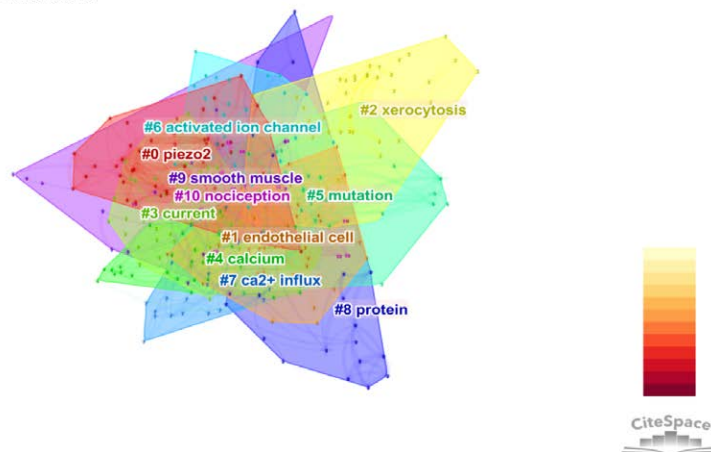 #2 xerocytosis
#6 activated ion channel
#0 piezo2
#9 smooth muscle
#10 nociception
#5 mutation
#3 current
#1 endothelial cell
#4 calcium
#7 ca2+ influx
#8 protein
CiteSpace